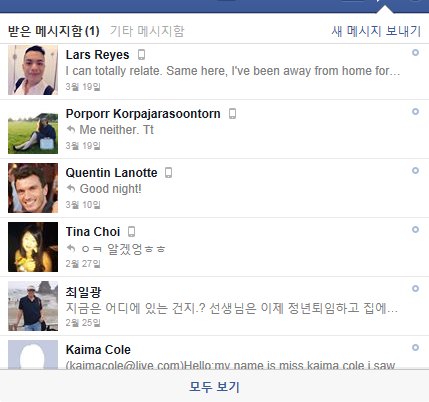 받은 메시지함 (1) 기타 메시지함 새 메시지 보내기
Lars Reyes
I can totally relate. Same here, I've been away from home for…
3월 19일
Porporr Korpajarasoontorn
Me neither. Tt
3월 19일
Quentin Lanotte
Good night!
3월 10일
Tina Choi
ㅇㅋ 알겠엉ㅎㅎ
2월 27일
최일광
지금은 어디에 있는 건지.? 선생님은 이제 정년퇴임하고 집에…
2월 25일
Kaima Cole
(kaimacole@live.com)Hello;my name is miss kaima cole i saw
모두 보기